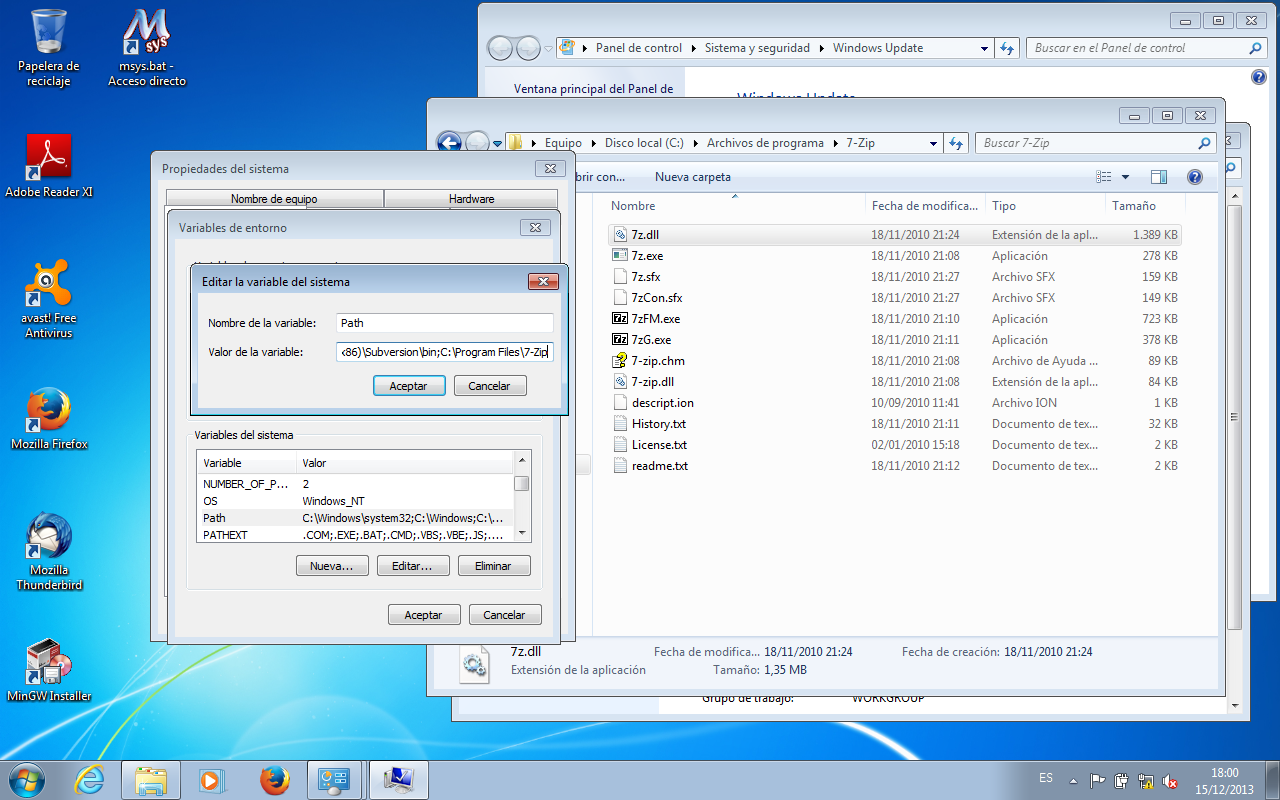 Papelera de
reciclaje
msys.bat -
Acceso directo
Adobe Reader XI
avast! Free
Antivirus
Mozilla Firefox
Mozilla
Thunderbird
MinGW Installer
Panel de control
Sistema y seguridad
Windows Update
Buscar en el Panel de control
Ventana principal del Panel de
Windows Update
Equipo
Disco local (C:)
Archivos de programa
7-Zip
Buscar 7-Zip
brir con...
Nueva carpeta
Nombre Fecha de modifica... Tipo Tamaño
7z.dll 18/11/2010 21:24 Extensión de la apl... 1.389 KB
7z.exe 18/11/2010 21:08 Aplicación 278 KB
7z.sfx 18/11/2010 21:27 Archivo SFX 159 KB
7zCon.sfx 18/11/2010 21:27 Archivo SFX 149 KB
7zFM.exe 18/11/2010 21:10 Aplicación 723 KB
7zG.exe 18/11/2010 21:11 Aplicación 378 KB
7-zip.chm 18/11/2010 21:08 Archivo de Ayuda ... 89 KB
7-zip.dll 18/11/2010 21:08 Extensión de la apl... 84 KB
descript.ion 10/09/2010 11:41 Archivo ION 1 KB
History.txt 18/11/2010 21:11 Documento de tex... 32 KB
License.txt 02/01/2010 15:18 Documento de tex... 2 KB
readme.txt 18/11/2010 21:12 Documento de tex... 2 KB
7z.dll
Extensión de la aplicación
Fecha de modifica... 18/11/2010 21:24
Tamaño: 1,35 MB
Fecha de creación: 18/11/2010 21:24
Grupo de trabajo: WORKGROUP
Propiedades del sistema
Nombre de equipo
Hardware
Variables de entorno
Editar la variable del sistema
Nombre de la variable: Path
Valor de la variable: x86)\Subversion\bin;C:\Program Files\7-Zip
Aceptar
Cancelar
Variables del sistema
Variable Valor
NUMBER_OF_P... 2
OS Windows_NT
Path C:\Windows\system32;C:\Windows;C:\...
PATHEXT .COM;.EXE;.BAT;.CMD;.VBS;.VBE;.JS;....
Nueva...
Editar...
Eliminar
Aceptar
Cancelar
ES
18:00
15/12/2013